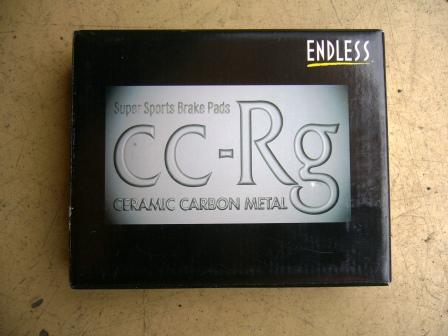 ENDLESS
Super Sports Brake Pads
CC-Rg
CERAMIC CARBON METAL